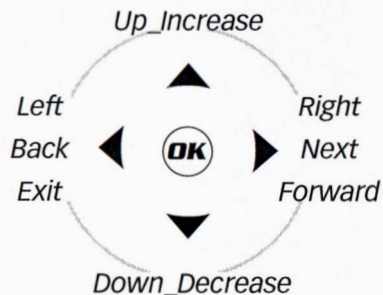 Up_Increase
Left
Back
Exit
OK
Right
Next
Forward
Down_Decrease